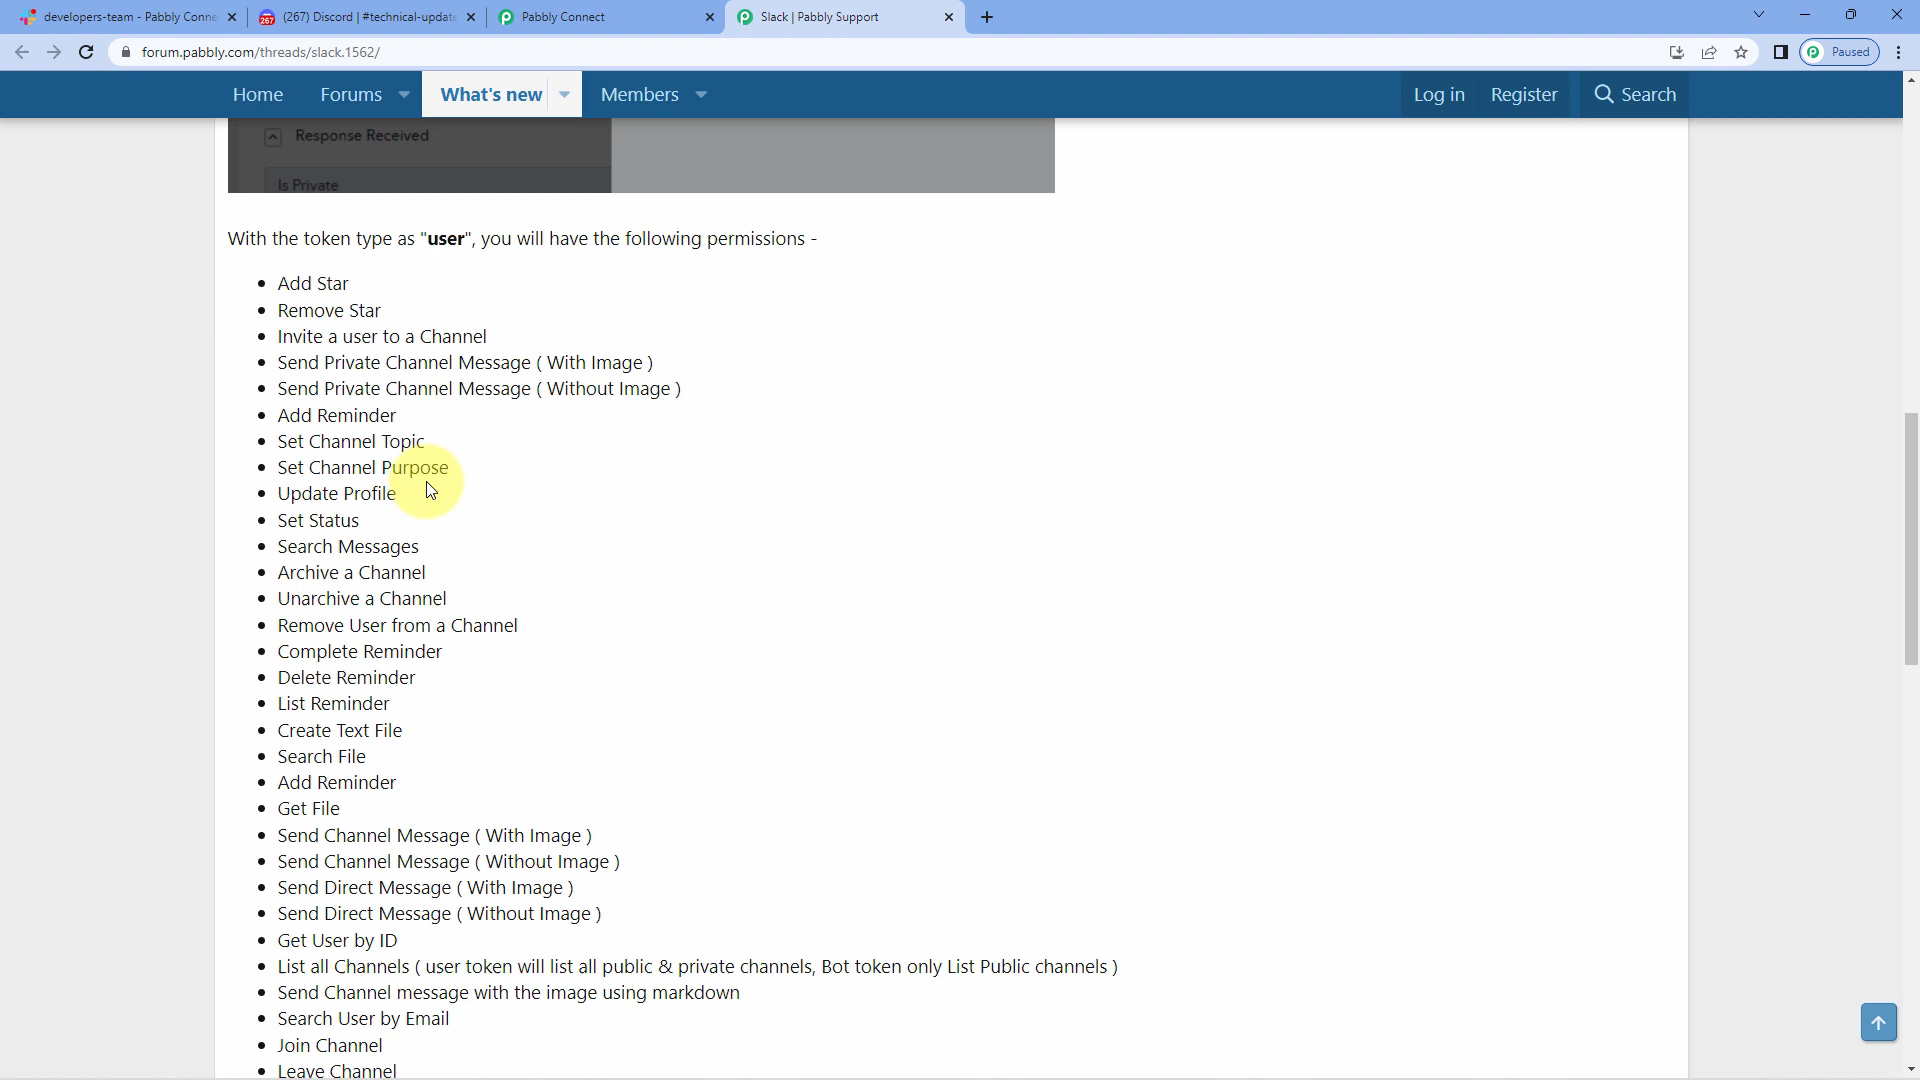 developers-team - Pabbly Conne
(267) Discord | #technical-update
Pabbly Connect
Slack | Pabbly Support
forum.pabbly.com/threads/slack.1562/
Paused
Home
Forums
What's new
Members
Log in
Register
Search
Response Received
Is Private
With the token type as "user", you will have the following permissions -
• Add Star
• Remove Star
• Invite a user to a Channel
• Send Private Channel Message ( With Image )
• Send Private Channel Message ( Without Image )
• Add Reminder
• Set Channel Topic
• Set Channel Purpose
• Update Profile
• Set Status
• Search Messages
• Archive a Channel
• Unarchive a Channel
• Remove User from a Channel
• Complete Reminder
• Delete Reminder
• List Reminder
• Create Text File
• Search File
• Add Reminder
• Get File
• Send Channel Message ( With Image )
• Send Channel Message ( Without Image )
• Send Direct Message ( With Image )
• Send Direct Message ( Without Image )
• Get User by ID
• List all Channels ( user token will list all public & private channels, Bot token only List Public channels )
• Send Channel message with the image using markdown
• Search User by Email
• Join Channel
• Leave Channel